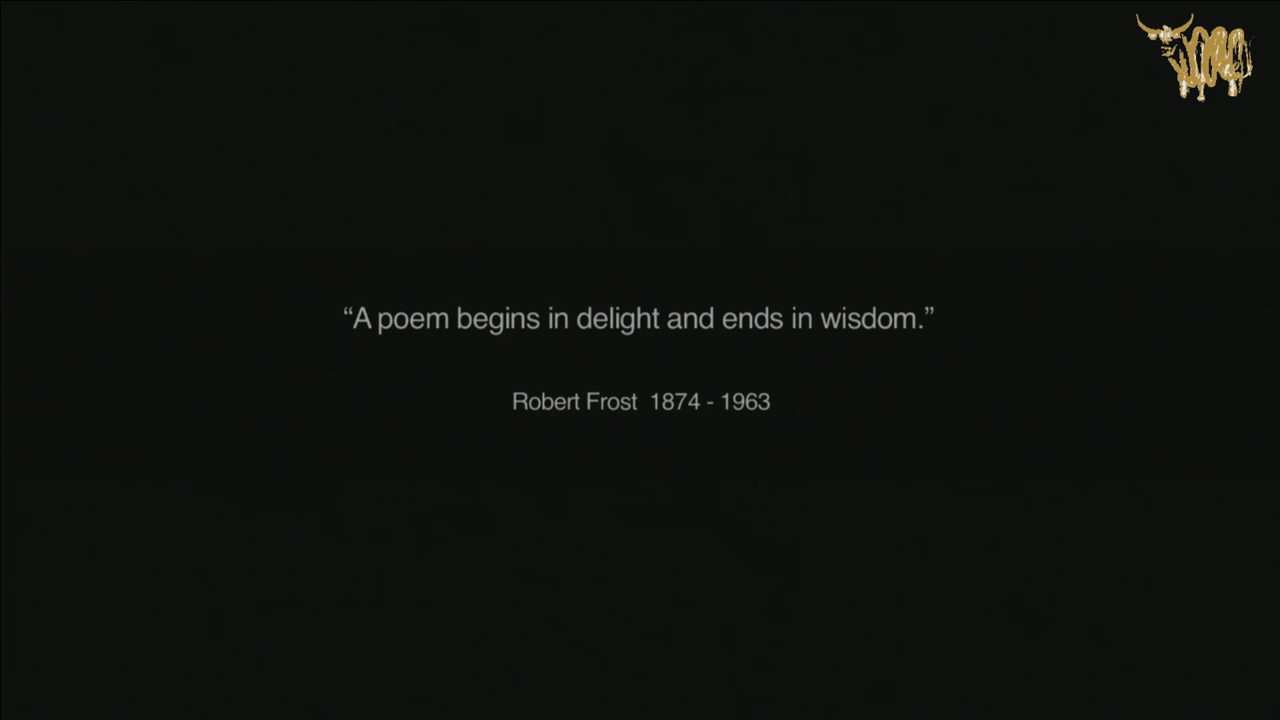 “A poem begins in delight and ends in wisdom.”
Robert Frost 1874 - 1963